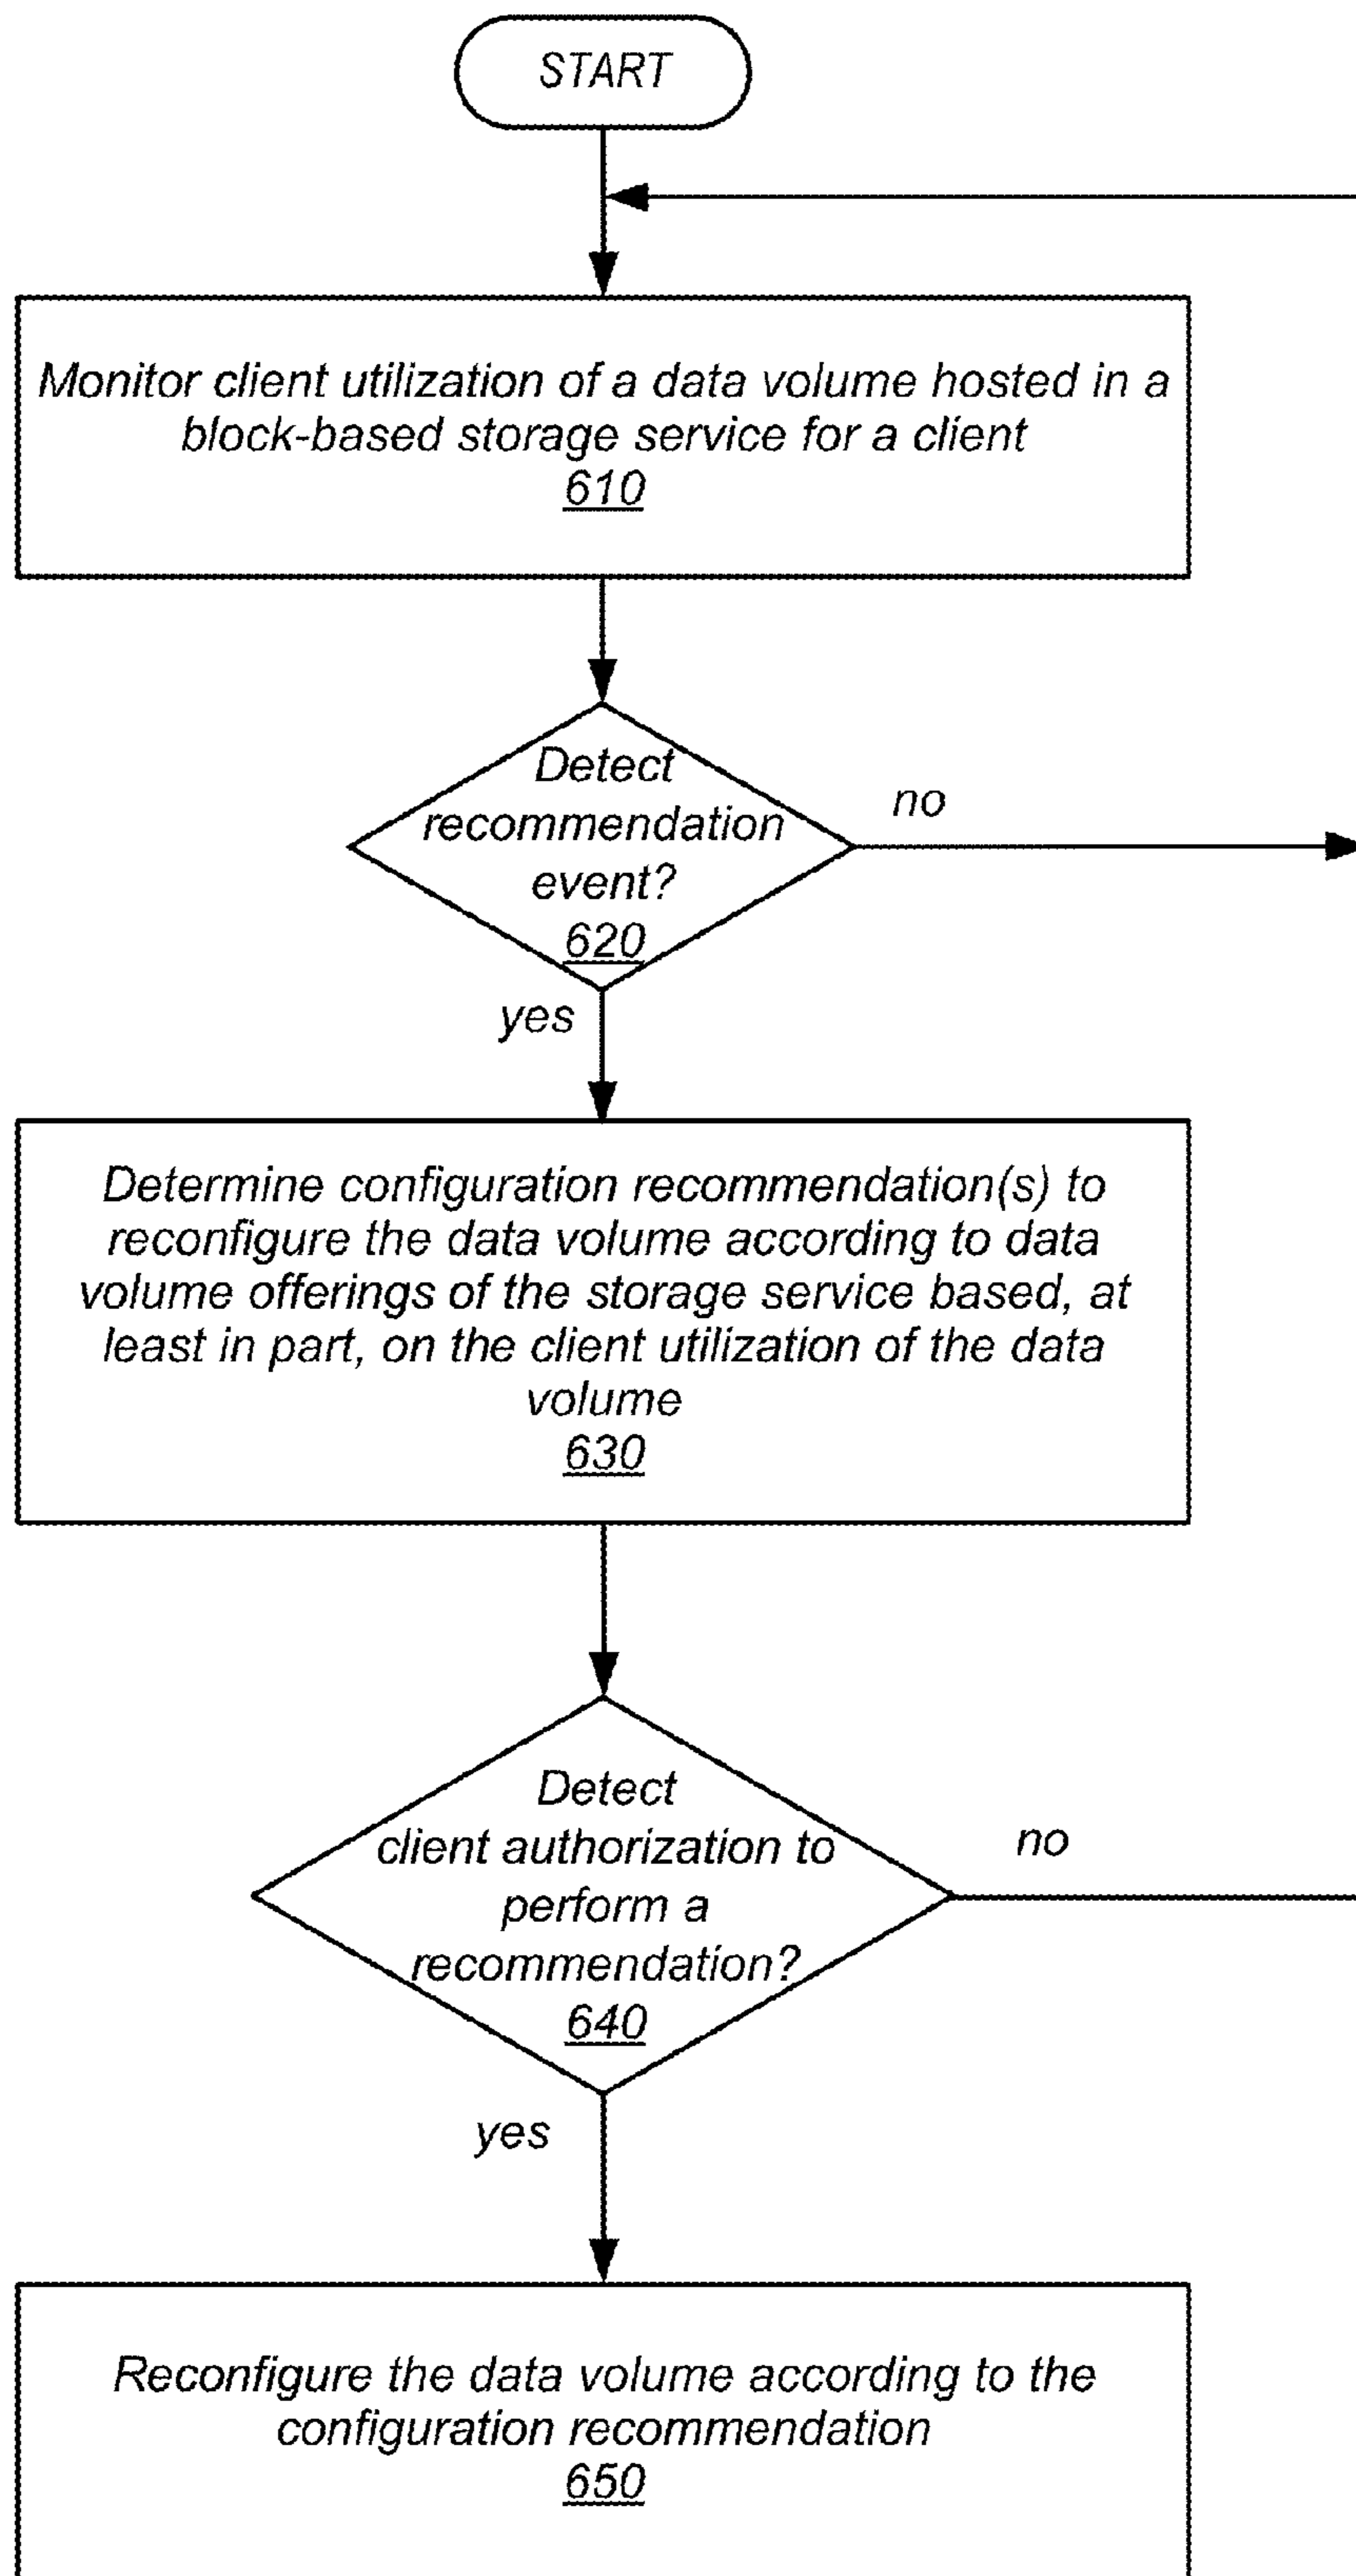 START
Monitor client utilization of a data volume hosted in a
block-based storage service for a client
610
Detect
recommendation
event?
620
no
yes
Determine configuration recommendation(s) to
reconfigure the data volume according to data
volume offerings of the storage service based, at
least in part, on the client utilization of the data
volume
630
Detect
client authorization to
perform a
recommendation?
640
no
yes
Reconfigure the data volume according to the
configuration recommendation
650